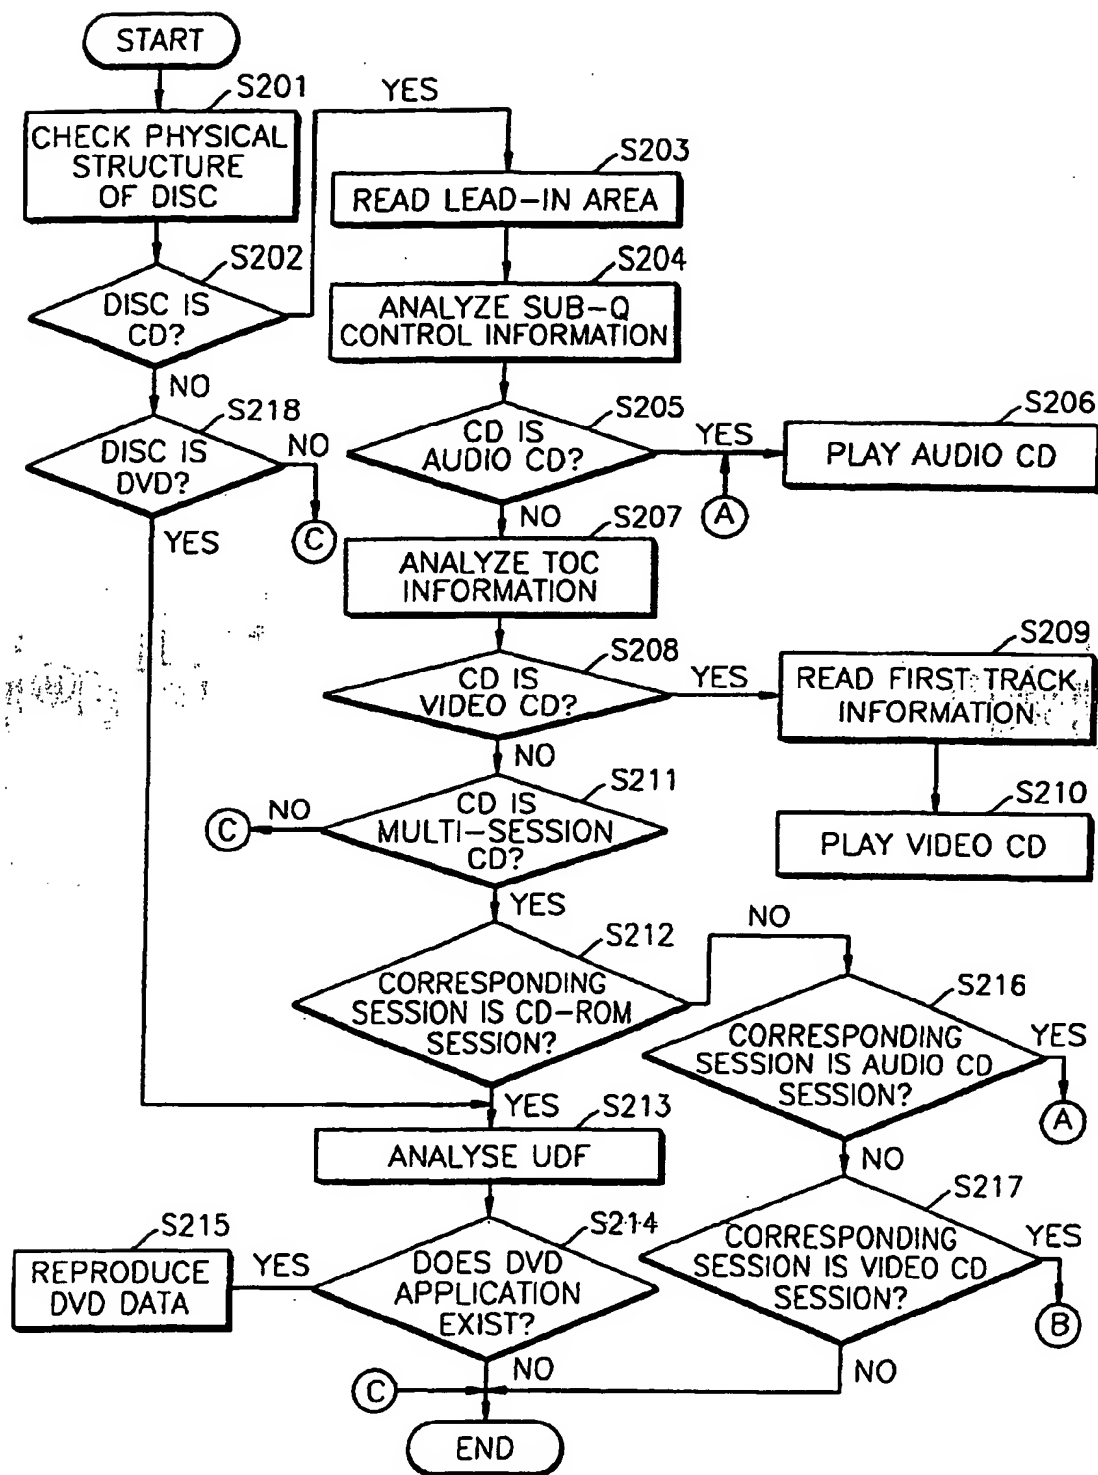 START
S201
CHECK PHYSICAL
STRUCTURE
OF DISC
YES
S203
READ LEAD-IN AREA
S202
DISC IS
CD?
NO
S204
ANALYZE SUB-Q
CONTROL INFORMATION
S218
DISC IS
DVD?
NO
C
YES
S205
CD IS
AUDIO CD?
YES
A
S206
PLAY AUDIO CD
NO
S207
ANALYZE TOC
INFORMATION
S208
CD IS
VIDEO CD?
YES
S209
READ FIRST TRACK
INFORMATION
S210
PLAY VIDEO CD
NO
S211
CD IS
MULTI-SESSION
CD?
NO
C
YES
S212
CORRESPONDING
SESSION IS CD-ROM
SESSION?
NO
S216
CORRESPONDING
SESSION IS AUDIO CD
SESSION?
YES
A
YES
S213
ANALYSE UDF
NO
S217
CORRESPONDING
SESSION IS VIDEO CD
SESSION?
YES
B
NO
S214
DOES DVD
APPLICATION
EXIST?
YES
S215
REPRODUCE
DVD DATA
NO
C
END